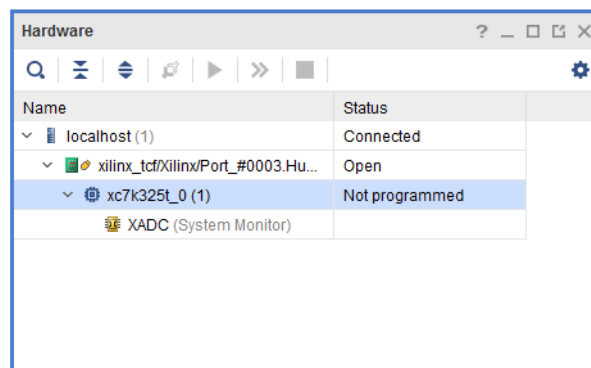 Hardware
Name Status
localhost (1) Connected
xilinx_tcf/Xilinx/Port_#0003.Hu... Open
xc7k325t_0 (1) Not programmed
XADC (System Monitor)